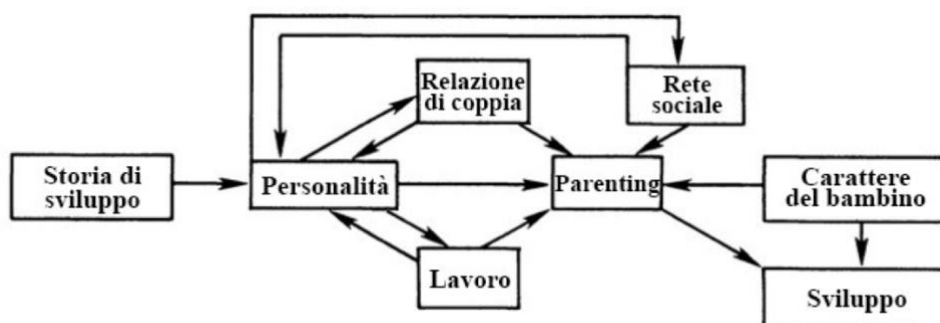 Relazione
di coppia
Rete
sociale
Storia di
sviluppo
Personalità
Parenting
Carattere
del bambino
Lavoro
Sviluppo